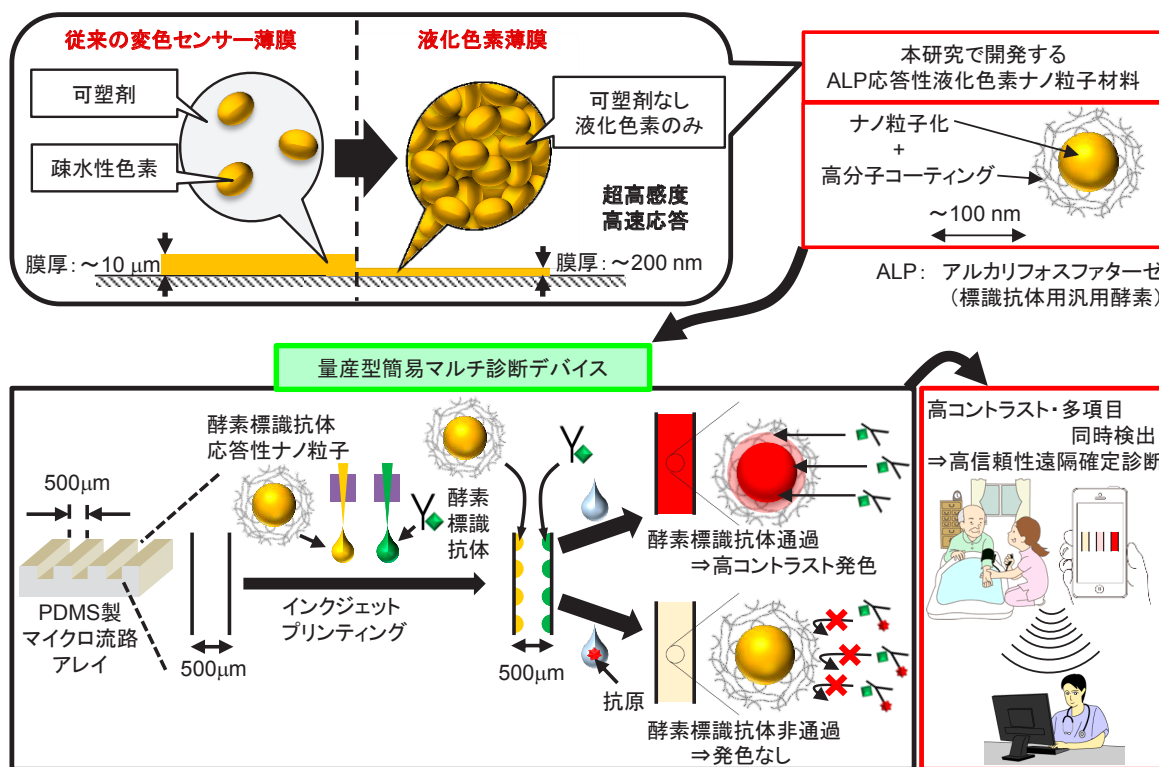 従来の変色センサー薄膜
液化色素薄膜
可塑剤
疎水性色素
可塑剤なし
液化色素のみ
超高感度
高速応答
膜厚：～10 μm
膜厚：～200 nm
本研究で開発する
ALP応答性液化色素ナノ粒子材料
ナノ粒子化
+
高分子コーティング
～100 nm
ALP： アルカリフォスファターゼ
（標識抗体用汎用酵素）
量産型簡易マルチ診断デバイス
500μm
PDMS製
マイクロ流路
アレイ
500μm
酵素標識抗体
応答性ナノ粒子
酵素
標識
抗体
インクジェット
プリンティング
500μm
抗原
酵素標識抗体通過
⇒高コントラスト発色
酵素標識抗体非通過
⇒発色なし
高コントラスト・多項目
同時検出
⇒高信頼性遠隔確定診断